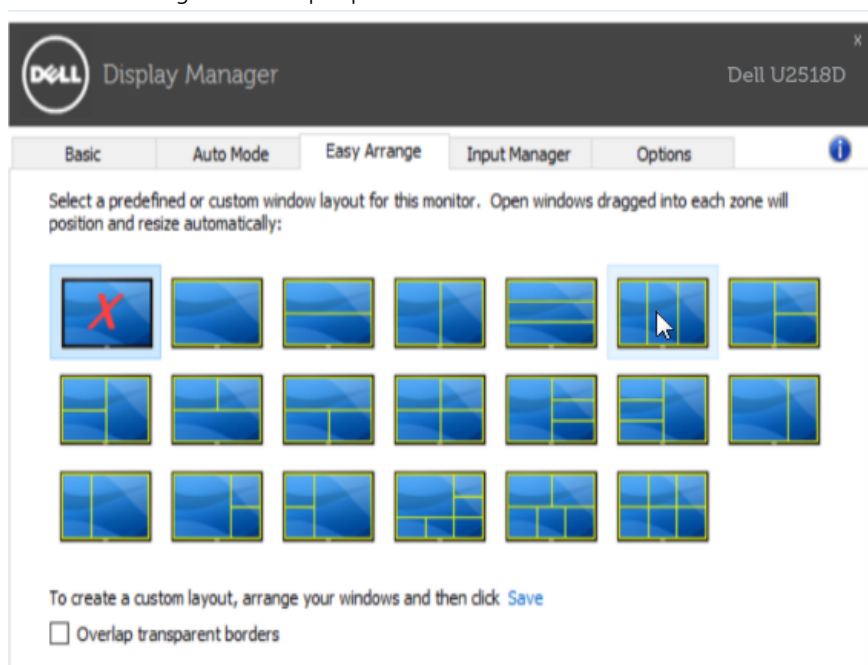 DELL Display Manager
x
Dell U2518D
Basic Auto Mode Easy Arrange Input Manager Options
Select a predefined or custom window layout for this monitor. Open windows dragged into each zone will
position and resize automatically:
To create a custom layout, arrange your windows and then click Save
Overlap transparent borders